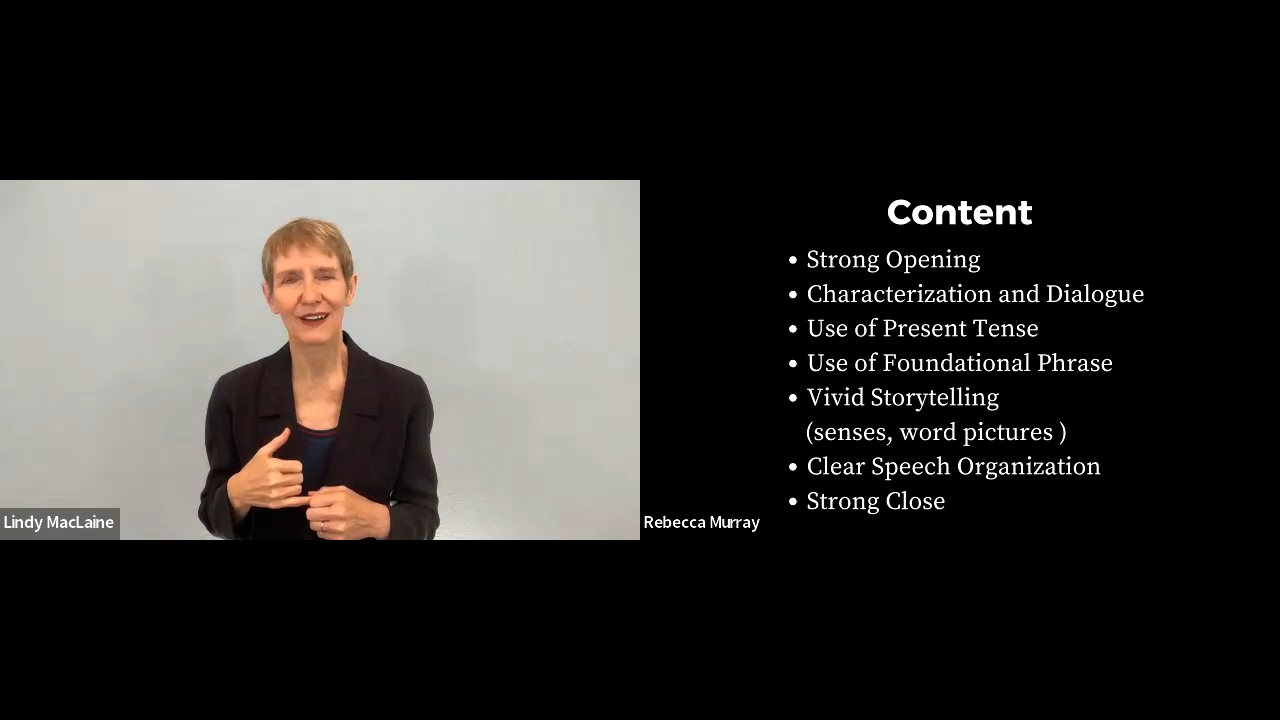 Content
• Strong Opening
• Characterization and Dialogue
• Use of Present Tense
• Use of Foundational Phrase
• Vivid Storytelling
(senses, word pictures )
• Clear Speech Organization
• Strong Close
Lindy MacLaine
Rebecca Murray